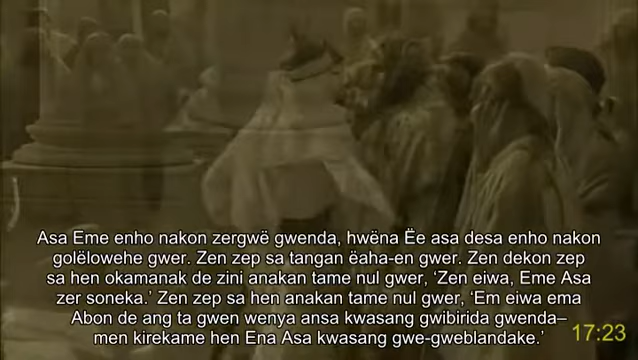 Asa Eme enho nakon zergwë gwenda, hwëna Ëe asa desa enho nakon
golëlowehe gwer. Zen zep sa tangan ëaha-en gwer. Zen dekon zep
sa hen okamanak de zini anakan tame nul gwer, ‘Zen eiwa, Eme Asa
zer soneka.’ Zen zep sa hen anakan tame nul gwer, ‘Em eiwa ema
Abon de ang ta gwen wenya ansa kwasang gwibirida gwenda–
men kirekame hen Ena Asa kwasang gwe-gweblandake.’
17:23